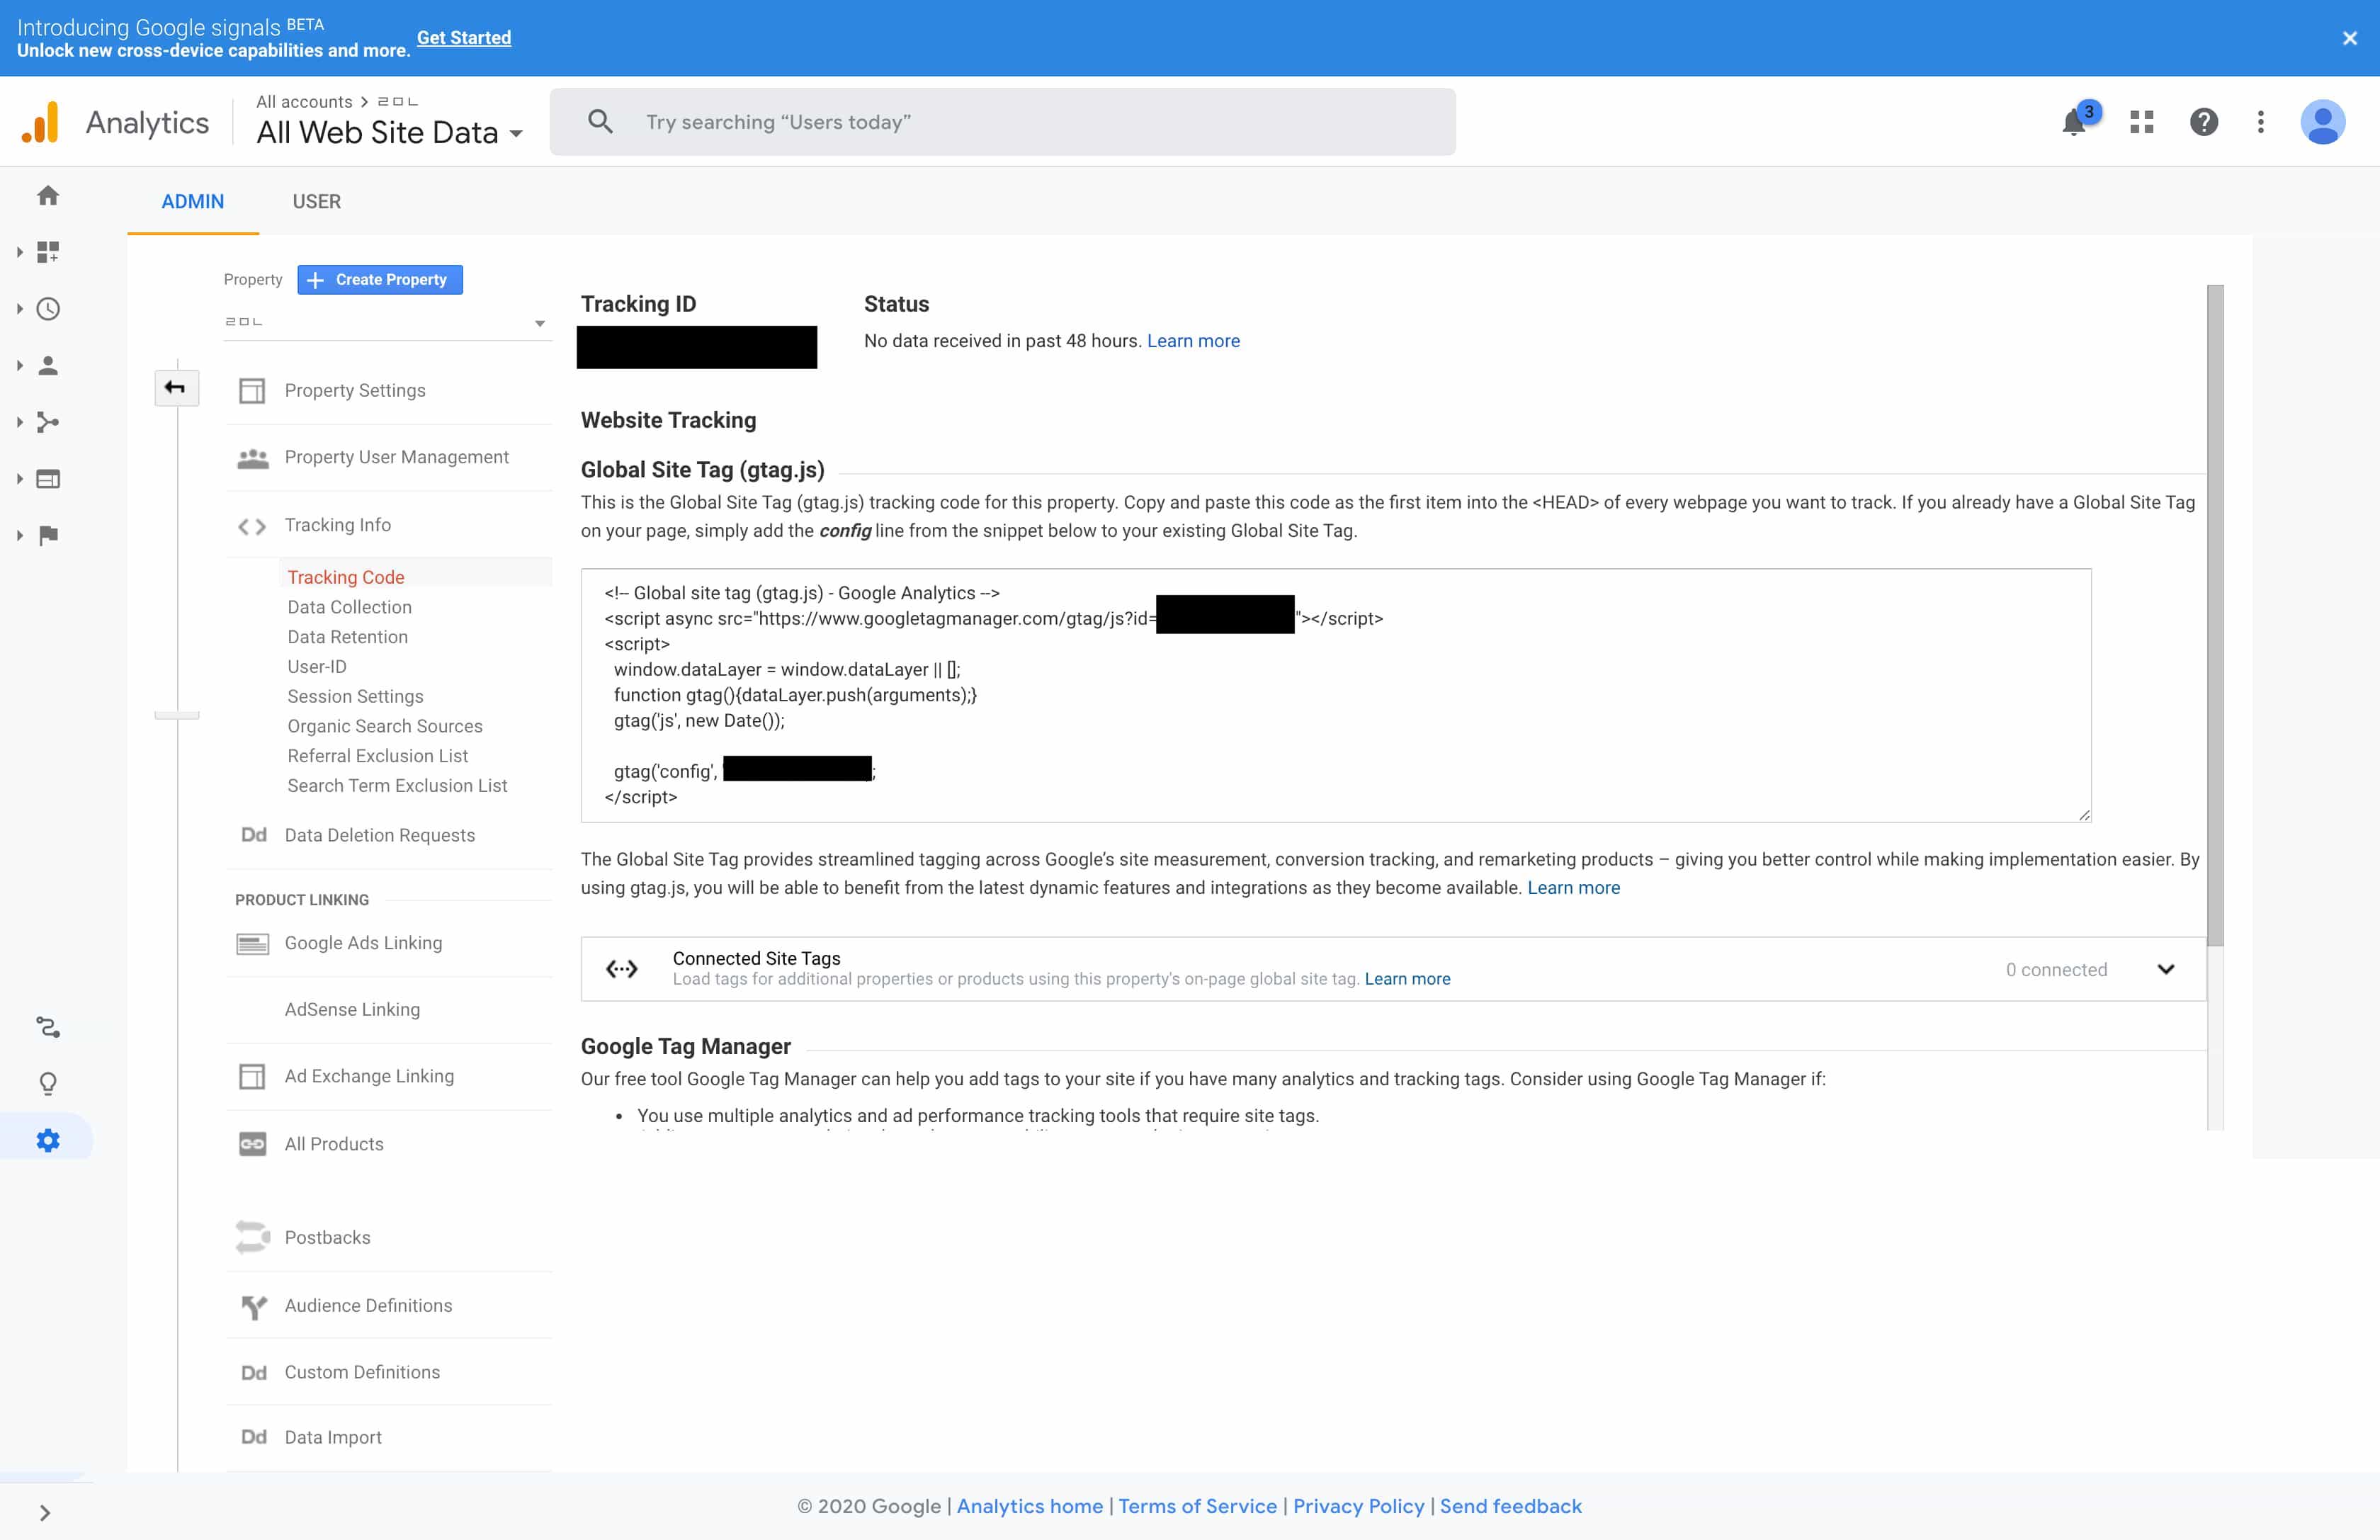 Introducing Google signals BETA
Unlock new cross-device capabilities and more. Get Started
Analytics
All accounts > ㄹㅁㄴ
All Web Site Data
Try searching “Users today”
3
ADMIN
USER
Property
Create Property
ㄹㅁㄴ
Property Settings
Property User Management
Tracking Info
Tracking Code
Data Collection
Data Retention
User-ID
Session Settings
Organic Search Sources
Referral Exclusion List
Search Term Exclusion List
Dd Data Deletion Requests
PRODUCT LINKING
Google Ads Linking
AdSense Linking
Ad Exchange Linking
All Products
Postbacks
Audience Definitions
Dd Custom Definitions
Dd Data Import
Tracking ID
Status
No data received in past 48 hours. Learn more
Website Tracking
Global Site Tag (gtag.js)
This is the Global Site Tag (gtag.js) tracking code for this property. Copy and paste this code as the first item into the <HEAD> of every webpage you want to track. If you already have a Global Site Tag
on your page, simply add the config line from the snippet below to your existing Global Site Tag.
<!-- Global site tag (gtag.js) - Google Analytics -->
<script async src="https://www.googletagmanager.com/gtag/js?id= "></script>
<script>
window.dataLayer = window.dataLayer || [];
function gtag(){dataLayer.push(arguments);}
gtag('js', new Date());
gtag('config', ;
</script>
The Global Site Tag provides streamlined tagging across Google’s site measurement, conversion tracking, and remarketing products – giving you better control while making implementation easier. By
using gtag.js, you will be able to benefit from the latest dynamic features and integrations as they become available. Learn more
Connected Site Tags
Load tags for additional properties or products using this property's on-page global site tag. Learn more
0 connected
Google Tag Manager
Our free tool Google Tag Manager can help you add tags to your site if you have many analytics and tracking tags. Consider using Google Tag Manager if:
• You use multiple analytics and ad performance tracking tools that require site tags.
© 2020 Google | Analytics home | Terms of Service | Privacy Policy | Send feedback